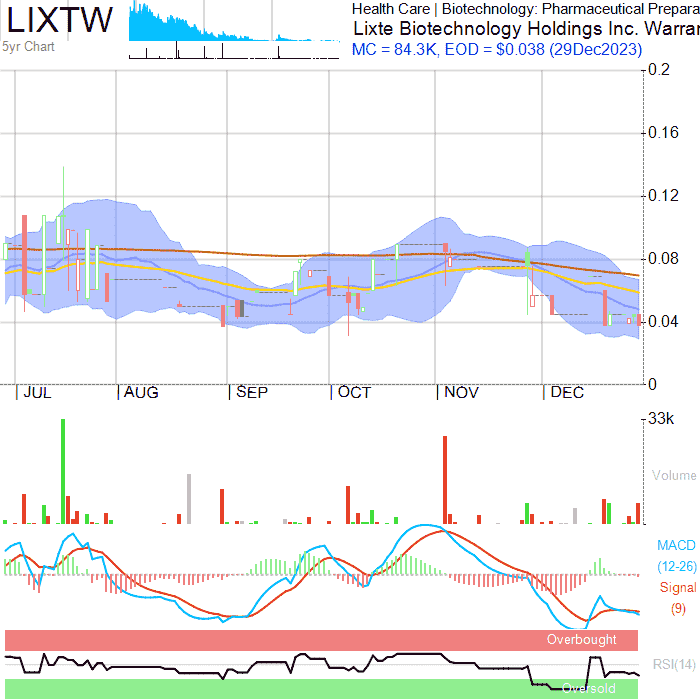 LIXTW
5yr Chart
Health Care | Biotechnology: Pharmaceutical Prepara
Lixte Biotechnology Holdings Inc. Warran
MC = 84.3K, EOD = $0.038 (29Dec2023)
0.2
0.16
0.12
0.08
0.04
0
JUL AUG SEP OCT NOV DEC
33k
Volume
MACD
(12-26)
Signal
(9)
Overbought
RSI(14)
Oversold